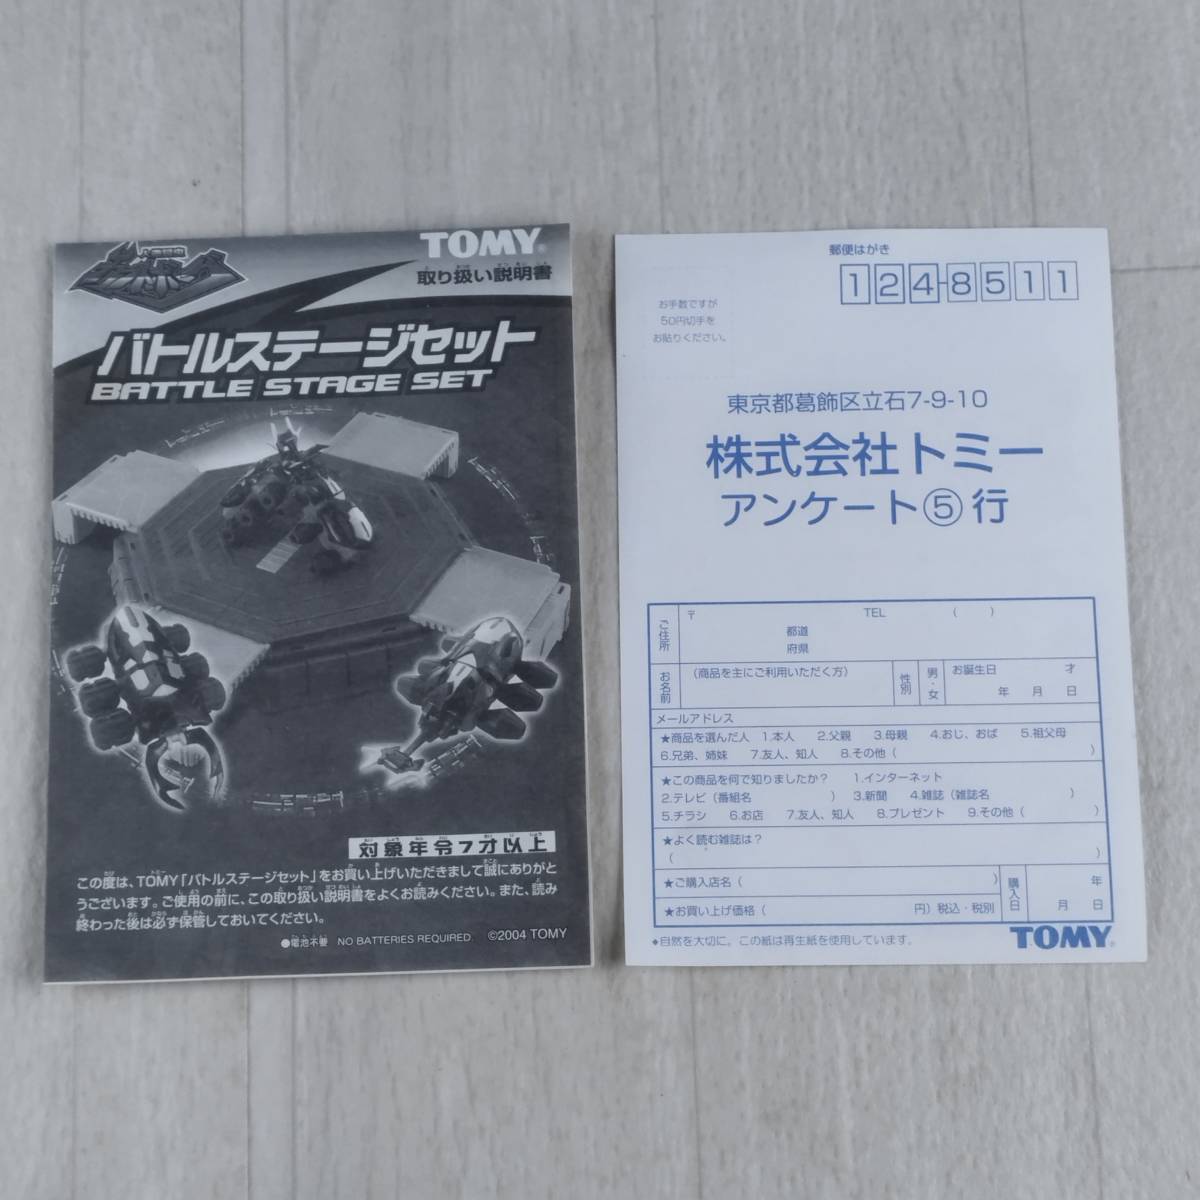 TOMY
取り扱い説明書
バトルステージセット
BATTLE STAGE SET
対象年令7才以上
この度は、TOMY「バトルステージセット」をお買い上げいただきまして誠にありがと
うございます。ご使用の前に、この取り扱い説明書をよくお読みください。また、読み
終わった後は必ず保管しておいてください。
●電池不要 NO BATTERIES REQUIRED ©2004 TOMY
郵便はがき
124-8511
お手数ですが
50円切手を
お貼りください。
東京都葛飾区立石7-9-10
株式会社トミー
アンケート⑤行
ご住所 〒 TEL ( )
都道
府県
お名前 (商品を主にご利用いただく方) 性別 男・女 お誕生日 才
年 月 日
メールアドレス
★商品を選んだ人 1.本人 2.父親 3.母親 4.おじ、おば 5.祖父母
6.兄弟、姉妹 7.友人、知人 8.その他( )
★この商品を何で知りましたか? 1.インターネット
2.テレビ(番組名 ) 3.新聞 4.雑誌(雑誌名 )
5.チラシ 6.お店 7.友人、知人 8.プレゼント 9.その他( )
★よく読む雑誌は?
( )
★ご購入店名( ) 購入日 年
★お買い上げ価格( 円)税込・税別 月 日
◆自然を大切に。この紙は再生紙を使用しています。 TOMY